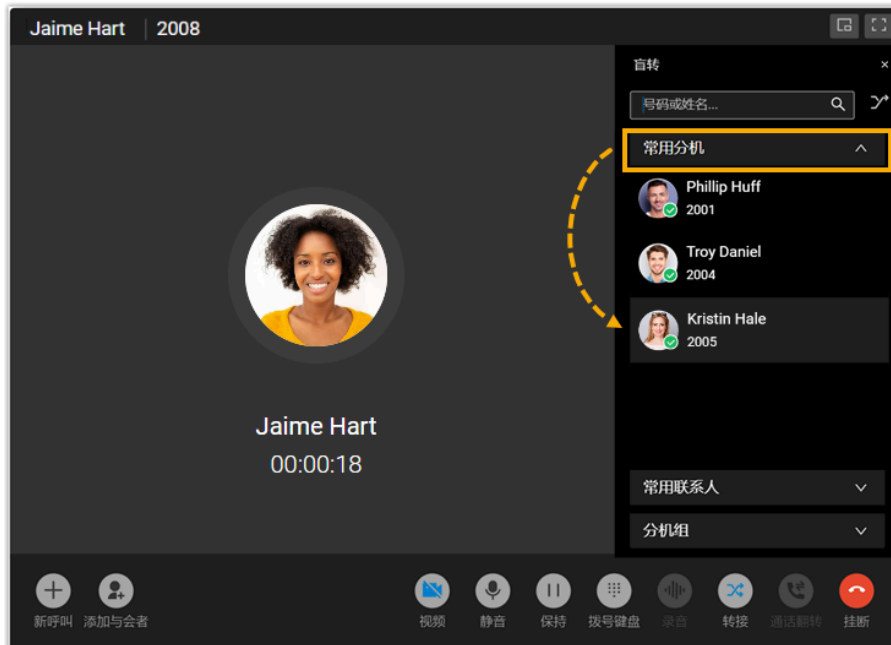 Jaime Hart | 2008
盲转
号码或姓名...
常用分机
Phillip Huff
2001
Troy Daniel
2004
Kristin Hale
2005
Jaime Hart
00:00:18
常用联系人
分机组
新呼叫 添加与会者 视频 静音 保持 拨号键盘 录音 转接 通话翻转 挂断